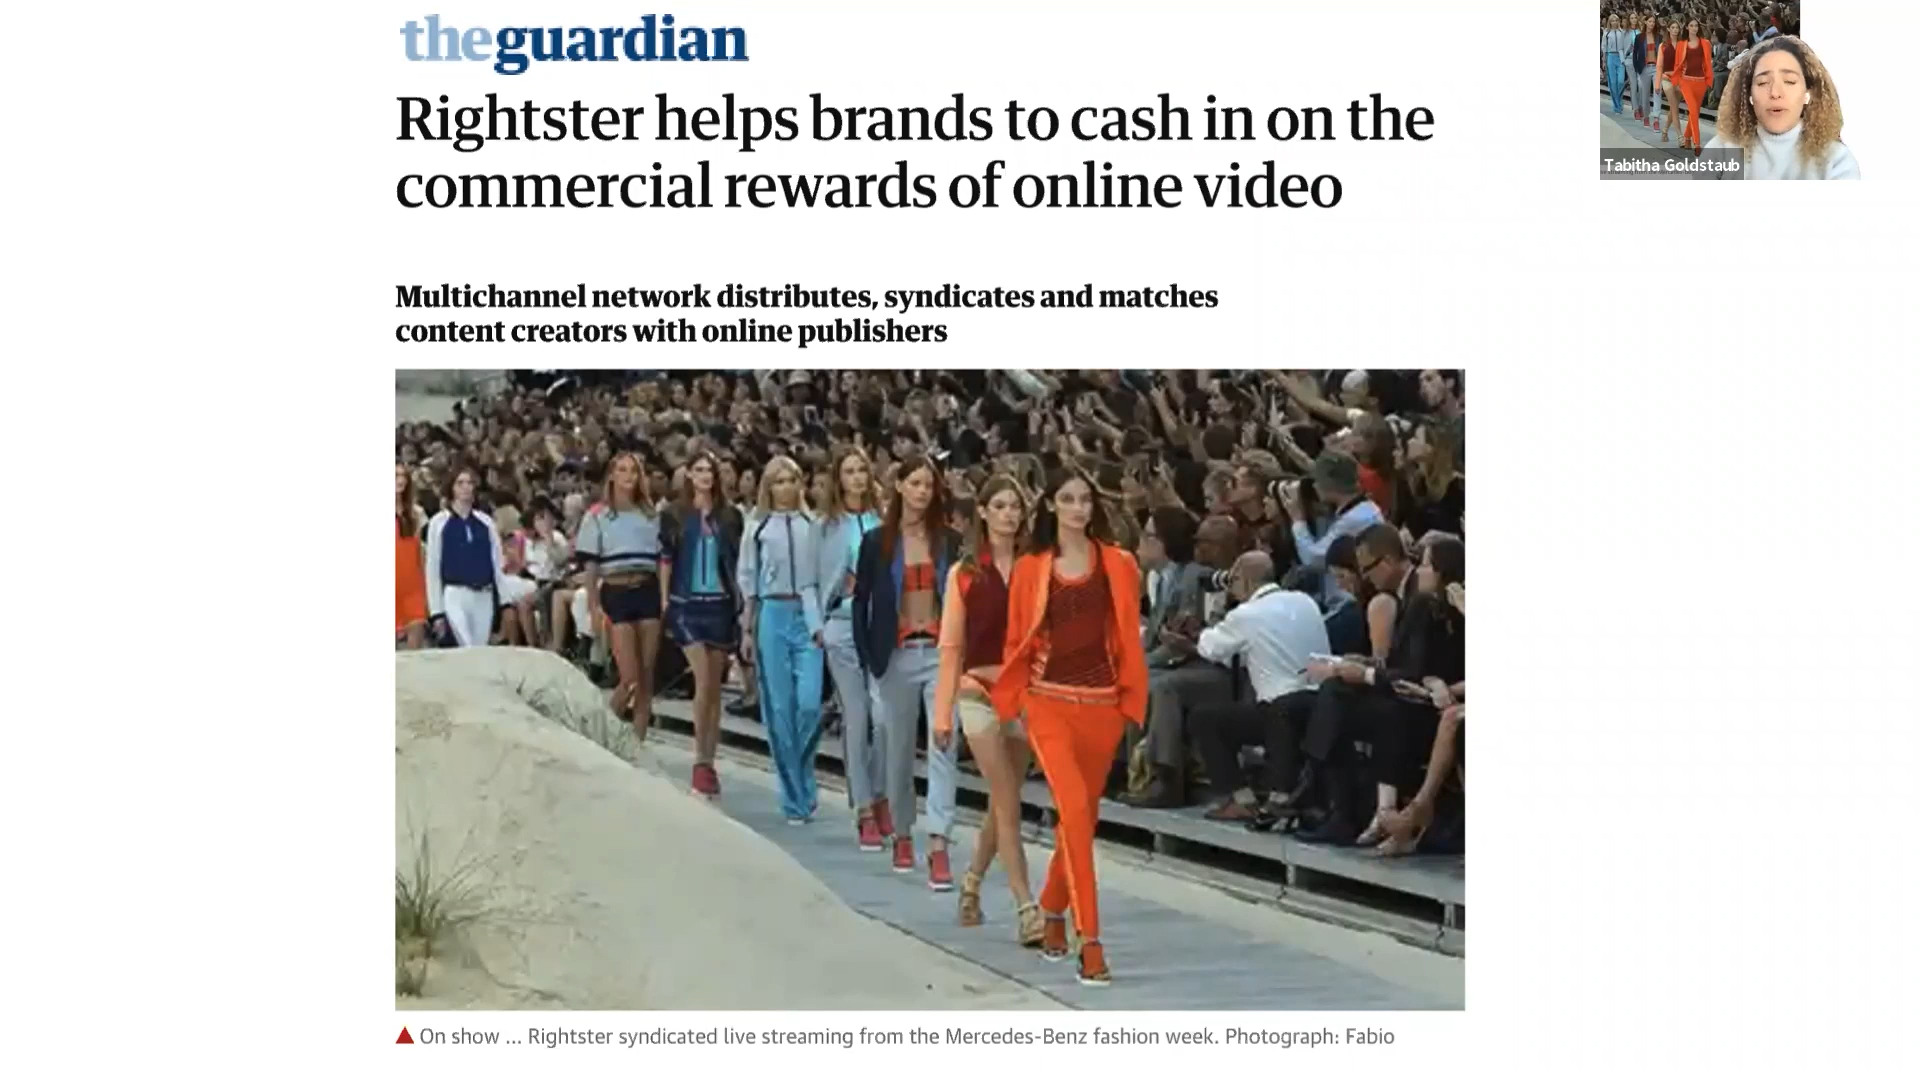 theguardian
Rightster helps brands to cash in on the
commercial rewards of online video
Multichannel network distributes, syndicates and matches
content creators with online publishers
On show ... Rightster syndicated live streaming from the Mercedes-Benz fashion week. Photograph: Fabio
Tabitha Goldstaub